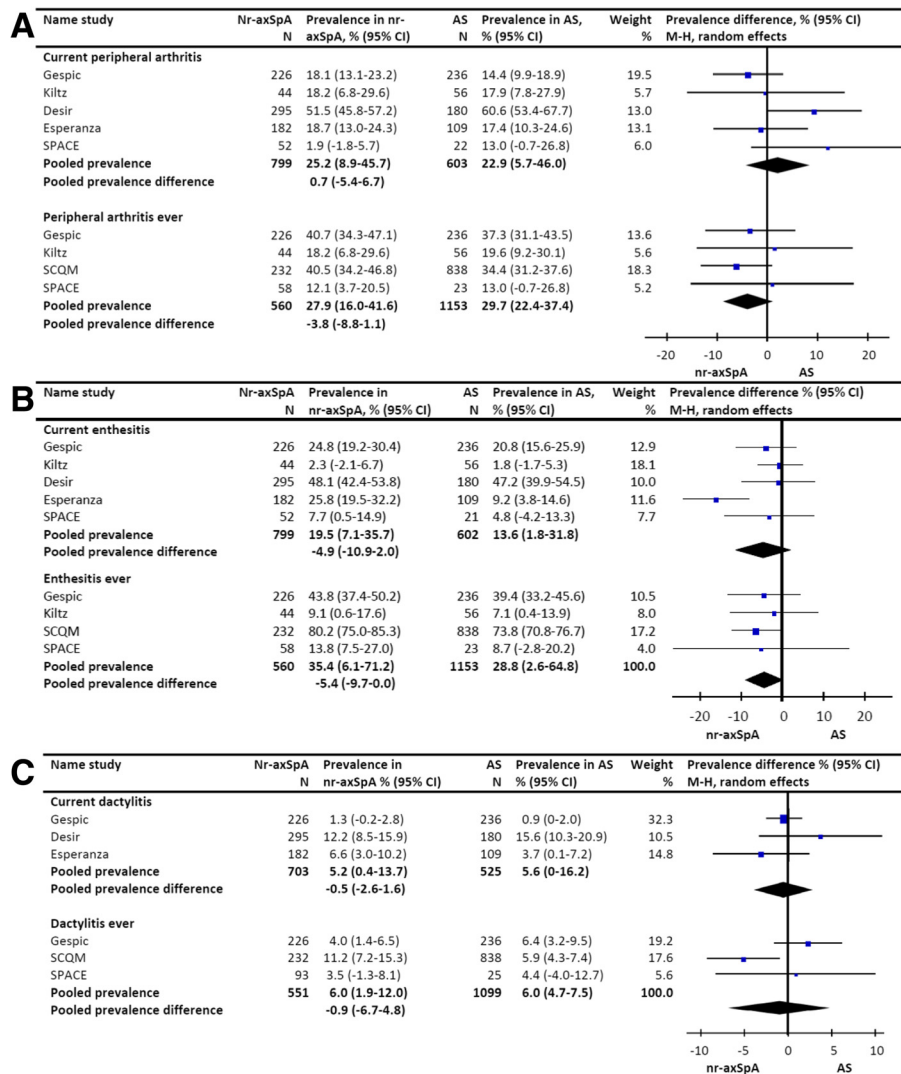 A
Name study Nr-axSpA Prevalence in nr- AS Prevalence in AS, Weight Prevalence difference, % (95% CI)
N axSpA, % (95% CI) N % (95% CI) % M-H, random effects
Current peripheral arthritis
Gespic 226 18.1 (13.1-23.2) 236 14.4 (9.9-18.9) 19.5
Kiltz 44 18.2 (6.8-29.6) 56 17.9 (7.8-27.9) 5.7
Desir 295 51.5 (45.8-57.2) 180 60.6 (53.4-67.7) 13.0
Esperanza 182 18.7 (13.0-24.3) 109 17.4 (10.3-24.6) 13.1
SPACE 52 1.9 (-1.8-5.7) 22 13.0 (-0.7-26.8) 6.0
Pooled prevalence 799 25.2 (8.9-45.7) 603 22.9 (5.7-46.0)
Pooled prevalence difference 0.7 (-5.4-6.7)
Peripheral arthritis ever
Gespic 226 40.7 (34.3-47.1) 236 37.3 (31.1-43.5) 13.6
Kiltz 44 18.2 (6.8-29.6) 56 19.6 (9.2-30.1) 5.6
SCQM 232 40.5 (34.2-46.8) 838 34.4 (31.2-37.6) 18.3
SPACE 58 12.1 (3.7-20.5) 23 13.0 (-0.7-26.8) 5.2
Pooled prevalence 560 27.9 (16.0-41.6) 1153 29.7 (22.4-37.4)
Pooled prevalence difference -3.8 (-8.8-1.1)
-20 -10 0 10 20
nr-axSpA AS
B
Name study Nr-axSpA Prevalence in AS Prevalence in AS, Weight Prevalence difference % (95% CI)
N nr-axSpA, % (95% CI) N % (95% CI) % M-H, random effects
Current enthesitis
Gespic 226 24.8 (19.2-30.4) 236 20.8 (15.6-25.9) 12.9
Kiltz 44 2.3 (-2.1-6.7) 56 1.8 (-1.7-5.3) 18.1
Desir 295 48.1 (42.4-53.8) 180 47.2 (39.9-54.5) 10.0
Esperanza 182 25.8 (19.5-32.2) 109 9.2 (3.8-14.6) 11.6
SPACE 52 7.7 (0.5-14.9) 21 4.8 (-4.2-13.3) 7.7
Pooled prevalence 799 19.5 (7.1-35.7) 602 13.6 (1.8-31.8)
Pooled prevalence difference -4.9 (-10.9-2.0)
Enthesitis ever
Gespic 226 43.8 (37.4-50.2) 236 39.4 (33.2-45.6) 10.5
Kiltz 44 9.1 (0.6-17.6) 56 7.1 (0.4-13.9) 8.0
SCQM 232 80.2 (75.0-85.3) 838 73.8 (70.8-76.7) 17.2
SPACE 58 13.8 (7.5-27.0) 23 8.7 (-2.8-20.2) 4.0
Pooled prevalence 560 35.4 (6.1-71.2) 1153 28.8 (2.6-64.8) 100.0
Pooled prevalence difference -5.4 (-9.7-0.0)
-20 -10 0 10 20
nr-axSpA AS
C
Name study Nr-axSpA Prevalence in AS Prevalence in AS Weight Prevalence difference % (95% CI)
N nr-axSpA % (95% CI) N % (95% CI) % M-H, random effects
Current dactylitis
Gespic 226 1.3 (-0.2-2.8) 236 0.9 (0-2.0) 32.3
Desir 295 12.2 (8.5-15.9) 180 15.6 (10.3-20.9) 10.5
Esperanza 182 6.6 (3.0-10.2) 109 3.7 (0.1-7.2) 14.8
Pooled prevalence 703 5.2 (0.4-13.7) 525 5.6 (0-16.2)
Pooled prevalence difference -0.5 (-2.6-1.6)
Dactylitis ever
Gespic 226 4.0 (1.4-6.5) 236 6.4 (3.2-9.5) 19.2
SCQM 232 11.2 (7.2-15.3) 838 5.9 (4.3-7.4) 17.6
SPACE 93 3.5 (-1.3-8.1) 25 4.4 (-4.0-12.7) 5.6
Pooled prevalence 551 6.0 (1.9-12.0) 1099 6.0 (4.7-7.5) 100.0
Pooled prevalence difference -0.9 (-6.7-4.8)
-10 -5 0 5 10
nr-axSpA AS